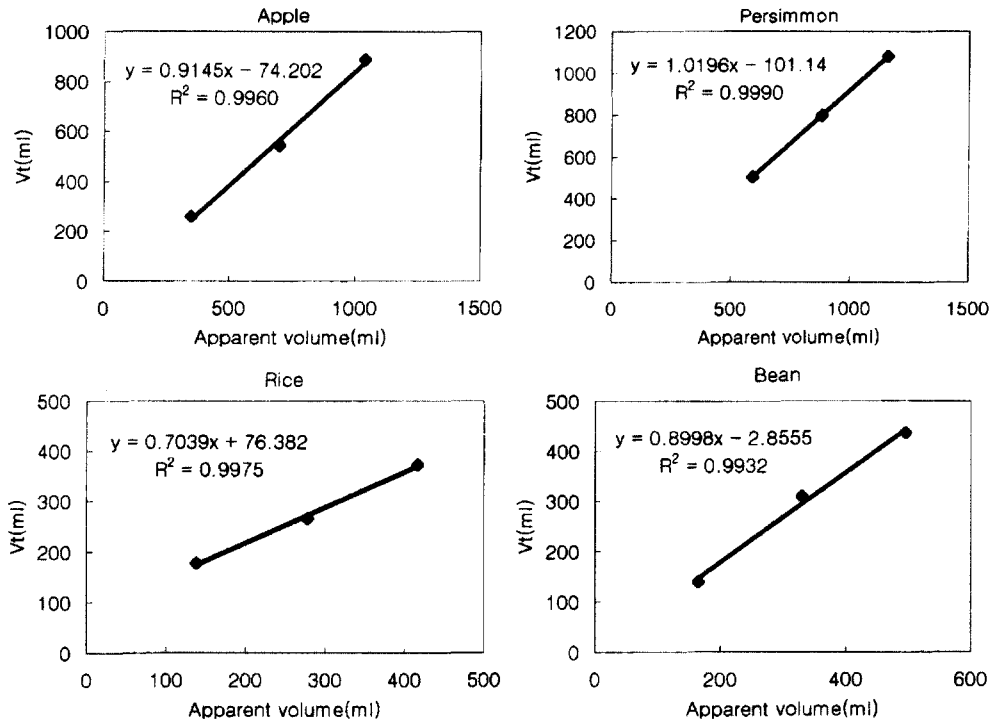 Apple
1000
800
600
400
200
0
y = 0.9145x − 74.202
R² = 0.9960
Vt(ml)
0 500 1000 1500
Apparent volume(ml)
Persimmon
1200
1000
800
600
400
200
0
y = 1.0196x − 101.14
R² = 0.9990
Vt(ml)
0 500 1000 1500
Apparent volume(ml)
Rice
500
400
300
200
100
0
y = 0.7039x + 76.382
R² = 0.9975
Vt(ml)
0 100 200 300 400 500
Apparent volume(ml)
Bean
500
400
300
200
100
0
y = 0.8998x − 2.8555
R² = 0.9932
Vt(ml)
0 200 400 600
Apparent volume(ml)